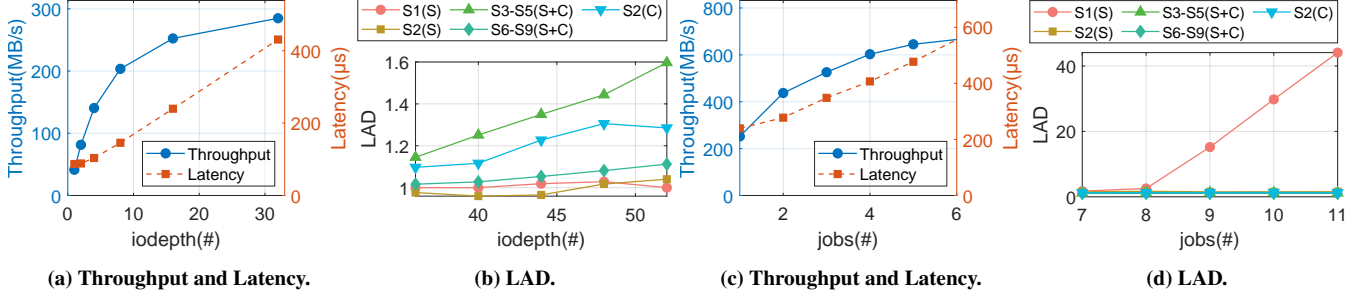 Throughput(MB/s)
300
200
100
0
0
10
20
30
iodepth(#)
400
200
0
Latency(µs)
Throughput
Latency
(a) Throughput and Latency.
S1(S)
S3-S5(S+C)
S2(C)
S2(S)
S6-S9(S+C)
LAD
1.6
1.4
1.2
1
40
45
50
iodepth(#)
(b) LAD.
Throughput(MB/s)
800
600
400
200
0
2
4
6
jobs(#)
800
600
400
200
0
Latency(µs)
Throughput
Latency
(c) Throughput and Latency.
S1(S)
S3-S5(S+C)
S2(C)
S2(S)
S6-S9(S+C)
LAD
40
20
0
7
8
9
10
11
jobs(#)
(d) LAD.